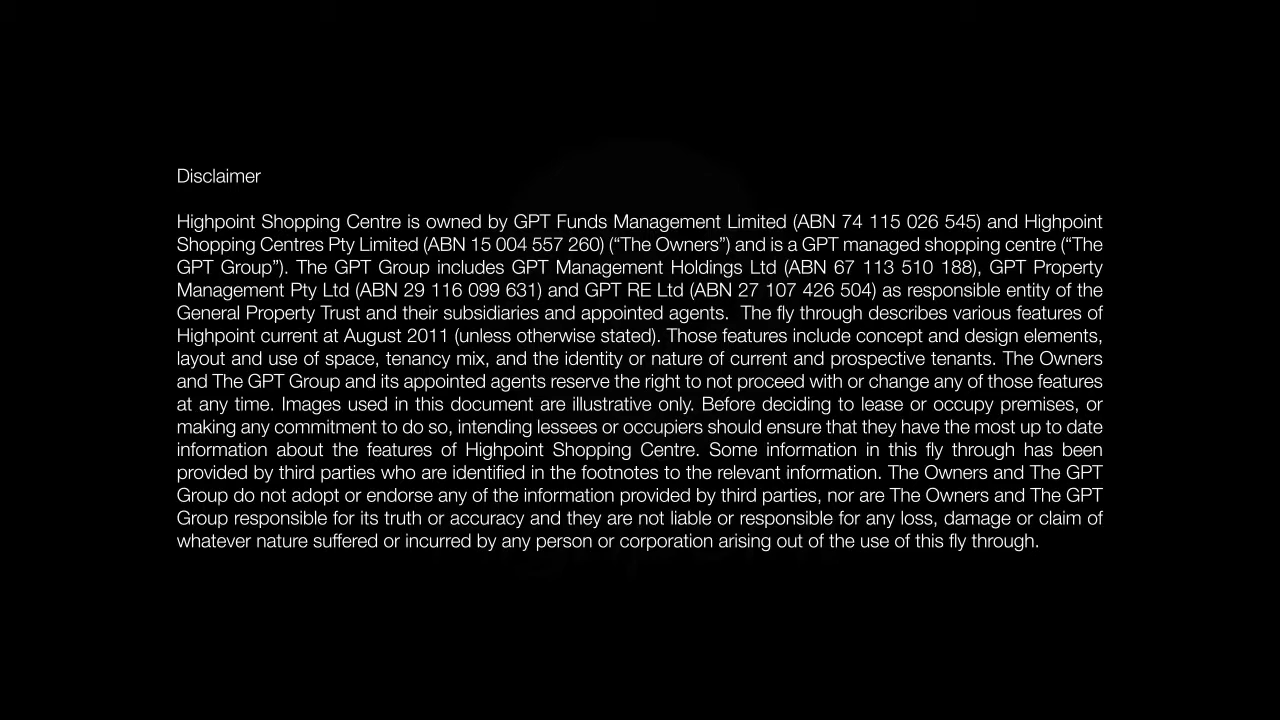 Disclaimer
Highpoint Shopping Centre is owned by GPT Funds Management Limited (ABN 74 115 026 545) and Highpoint
Shopping Centres Pty Limited (ABN 15 004 557 260) (“The Owners”) and is a GPT managed shopping centre (“The
GPT Group”). The GPT Group includes GPT Management Holdings Ltd (ABN 67 113 510 188), GPT Property
Management Pty Ltd (ABN 29 116 099 631) and GPT RE Ltd (ABN 27 107 426 504) as responsible entity of the
General Property Trust and their subsidiaries and appointed agents.  The fly through describes various features of
Highpoint current at August 2011 (unless otherwise stated). Those features include concept and design elements,
layout and use of space, tenancy mix, and the identity or nature of current and prospective tenants. The Owners
and The GPT Group and its appointed agents reserve the right to not proceed with or change any of those features
at any time. Images used in this document are illustrative only. Before deciding to lease or occupy premises, or
making any commitment to do so, intending lessees or occupiers should ensure that they have the most up to date
information about the features of Highpoint Shopping Centre. Some information in this fly through has been
provided by third parties who are identified in the footnotes to the relevant information. The Owners and The GPT
Group do not adopt or endorse any of the information provided by third parties, nor are The Owners and The GPT
Group responsible for its truth or accuracy and they are not liable or responsible for any loss, damage or claim of
whatever nature suffered or incurred by any person or corporation arising out of the use of this fly through.